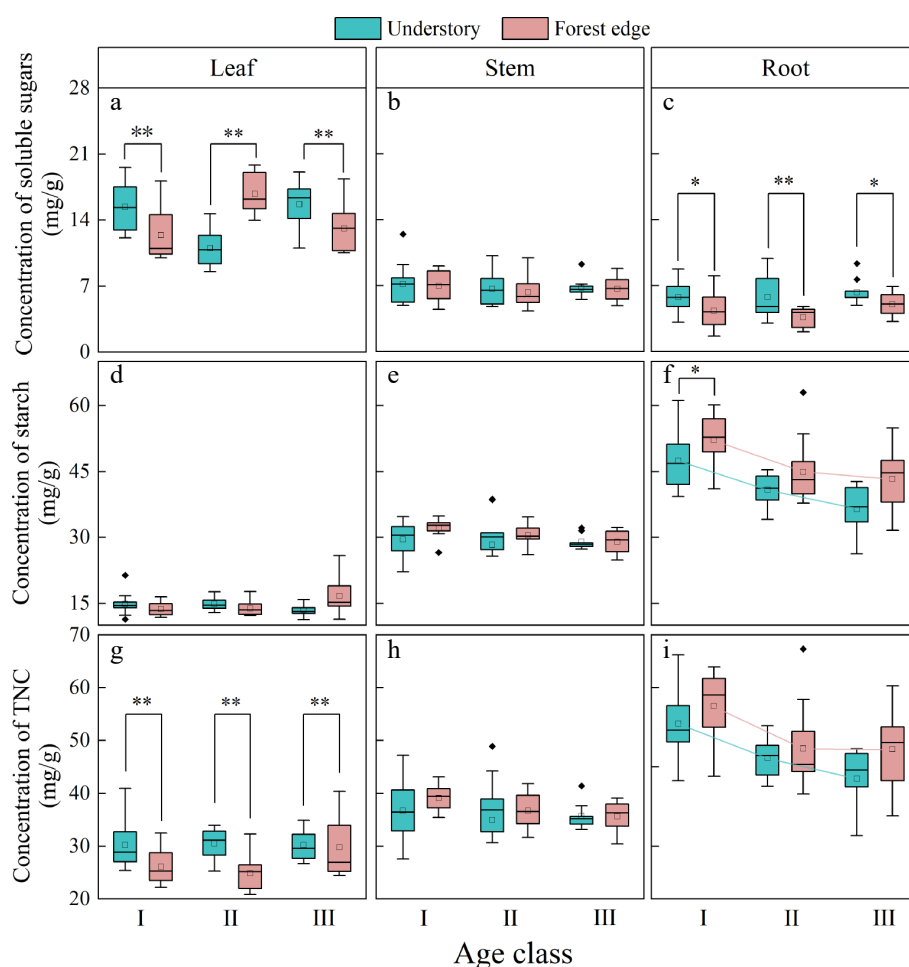 Understory Forest edge
Leaf Stem Root
Concentration of soluble sugars
(mg/g)
28
21
14
7
0
a
**
**
**
b
c
*
**
*
Concentration of starch
(mg/g)
60
45
30
15
d
e
f
*
Concentration of TNC
(mg/g)
70
60
50
40
30
20
g
**
**
**
h
i
I II III I II III I II III
Age class